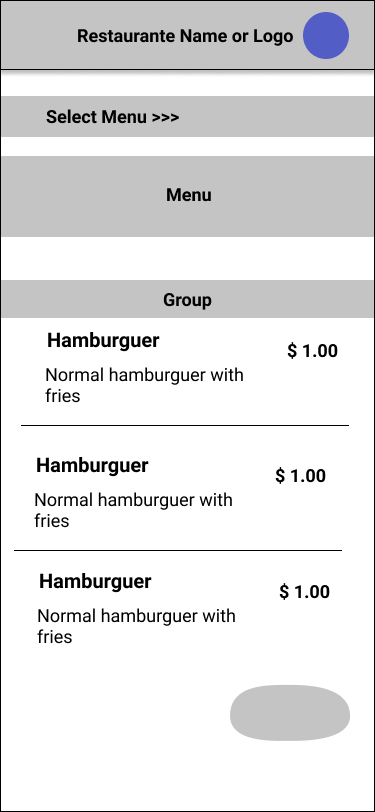 Restaurante Name or Logo
Select Menu >>>
Menu
Group
Hamburguer
$ 1.00
Normal hamburguer with
fries
Hamburguer
$ 1.00
Normal hamburguer with
fries
Hamburguer
$ 1.00
Normal hamburguer with
fries